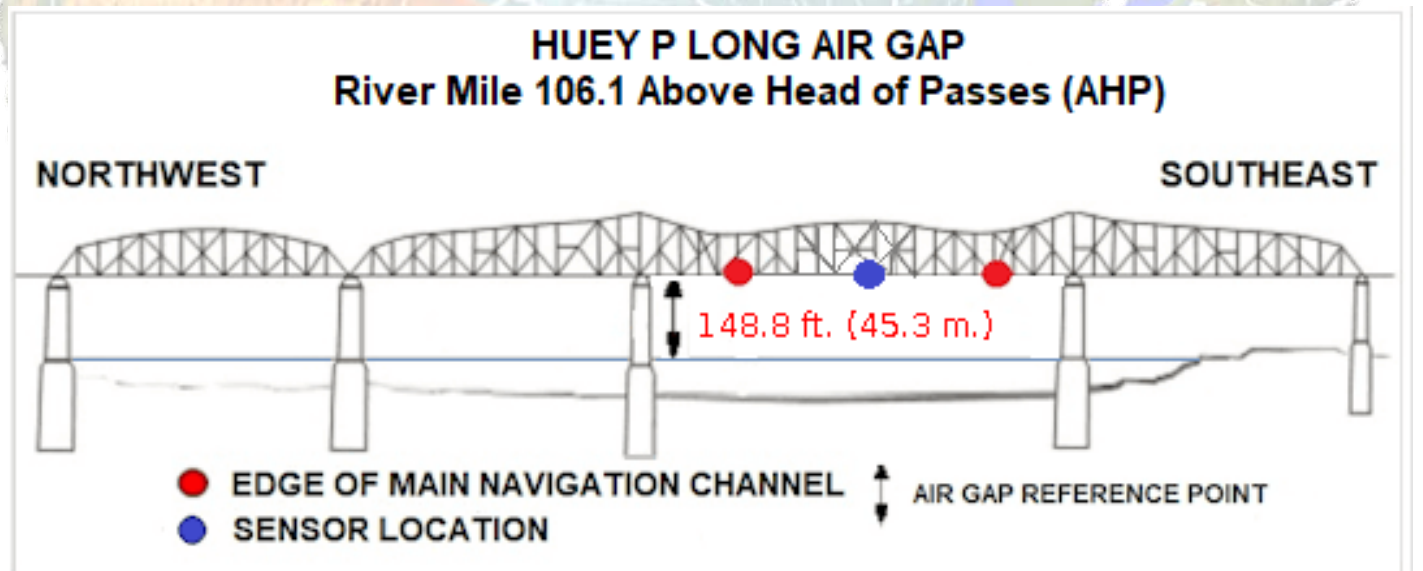 HUEY P LONG AIR GAP
River Mile 106.1 Above Head of Passes (AHP)
NORTHWEST
SOUTHEAST
148.8 ft. (45.3 m.)
EDGE OF MAIN NAVIGATION CHANNEL
AIR GAP REFERENCE POINT
SENSOR LOCATION